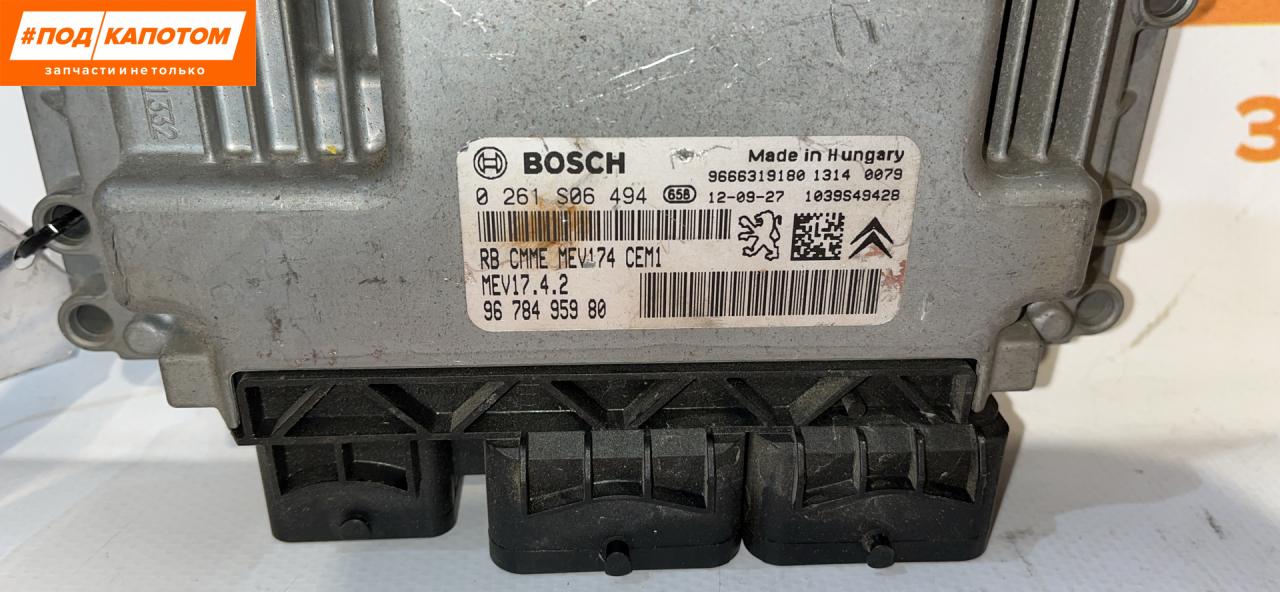 #ПОД/КАПОТОМ
запчасти и не только
1332
З
BOSCH
Made in Hungary
9666319180 1314 0079
0 261 S06 494 658 12-09-27 1039S49428
RB CMME MEV174 CEM1
MEV17.4.2
96 784 959 80